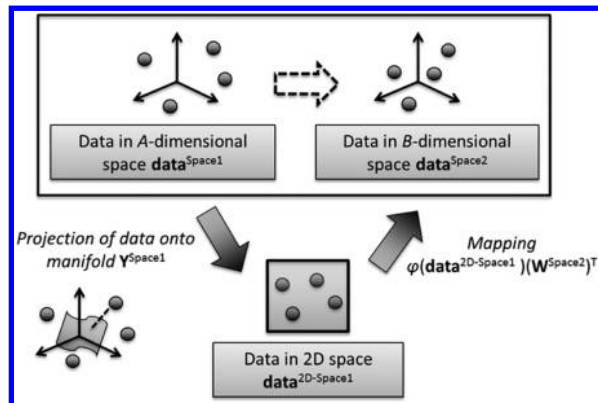 Data in A-dimensional
space data^Space1
Data in B-dimensional
space data^Space2
Projection of data onto
manifold Y^Space1
Mapping
φ(data^2D-Space1 )(W^Space2)^T
Data in 2D space
data^2D-Space1